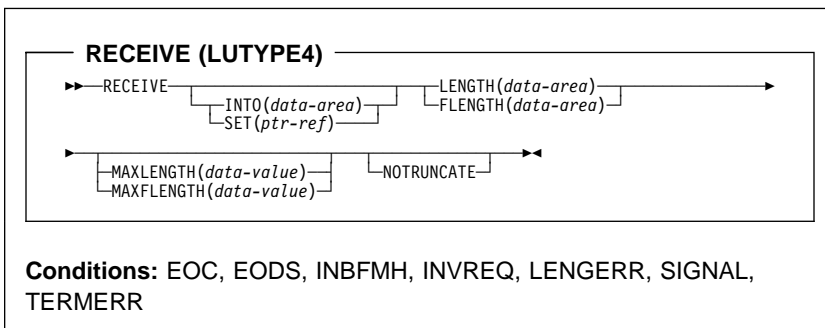 RECEIVE (LUTYPE4)
RECEIVE LENGTH(data-area)
INTO(data-area) FLENGTH(data-area)
SET(ptr-ref)
MAXLENGTH(data-value) NOTRUNCATE
MAXFLENGTH(data-value)
Conditions: EOC, EODS, INBFMH, INVREQ, LENGERR, SIGNAL,
TERMERR